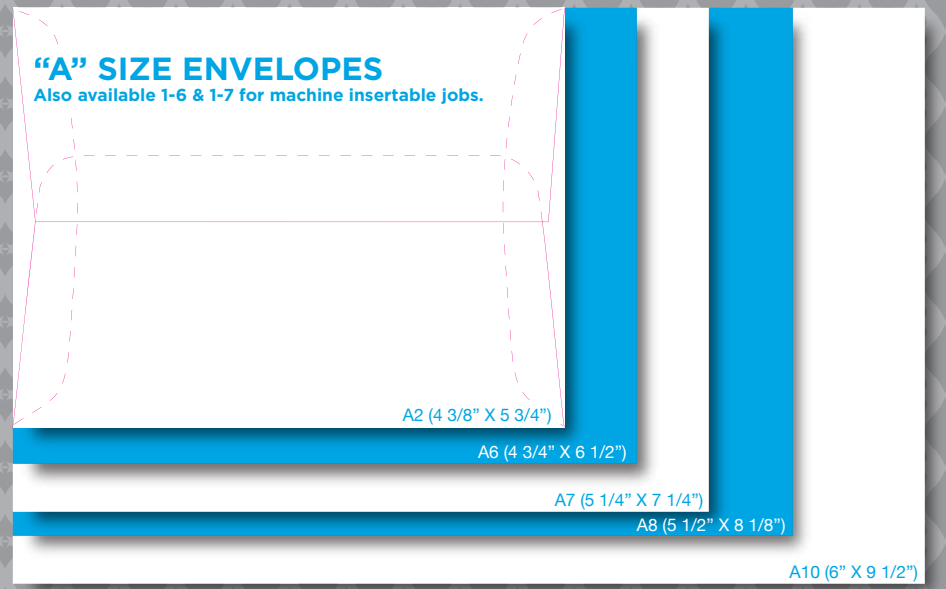 “A” SIZE ENVELOPES
Also available 1-6 & 1-7 for machine insertable jobs.
A2 (4 3/8” X 5 3/4”)
A6 (4 3/4” X 6 1/2”)
A7 (5 1/4” X 7 1/4”)
A8 (5 1/2” X 8 1/8”)
A10 (6” X 9 1/2”)